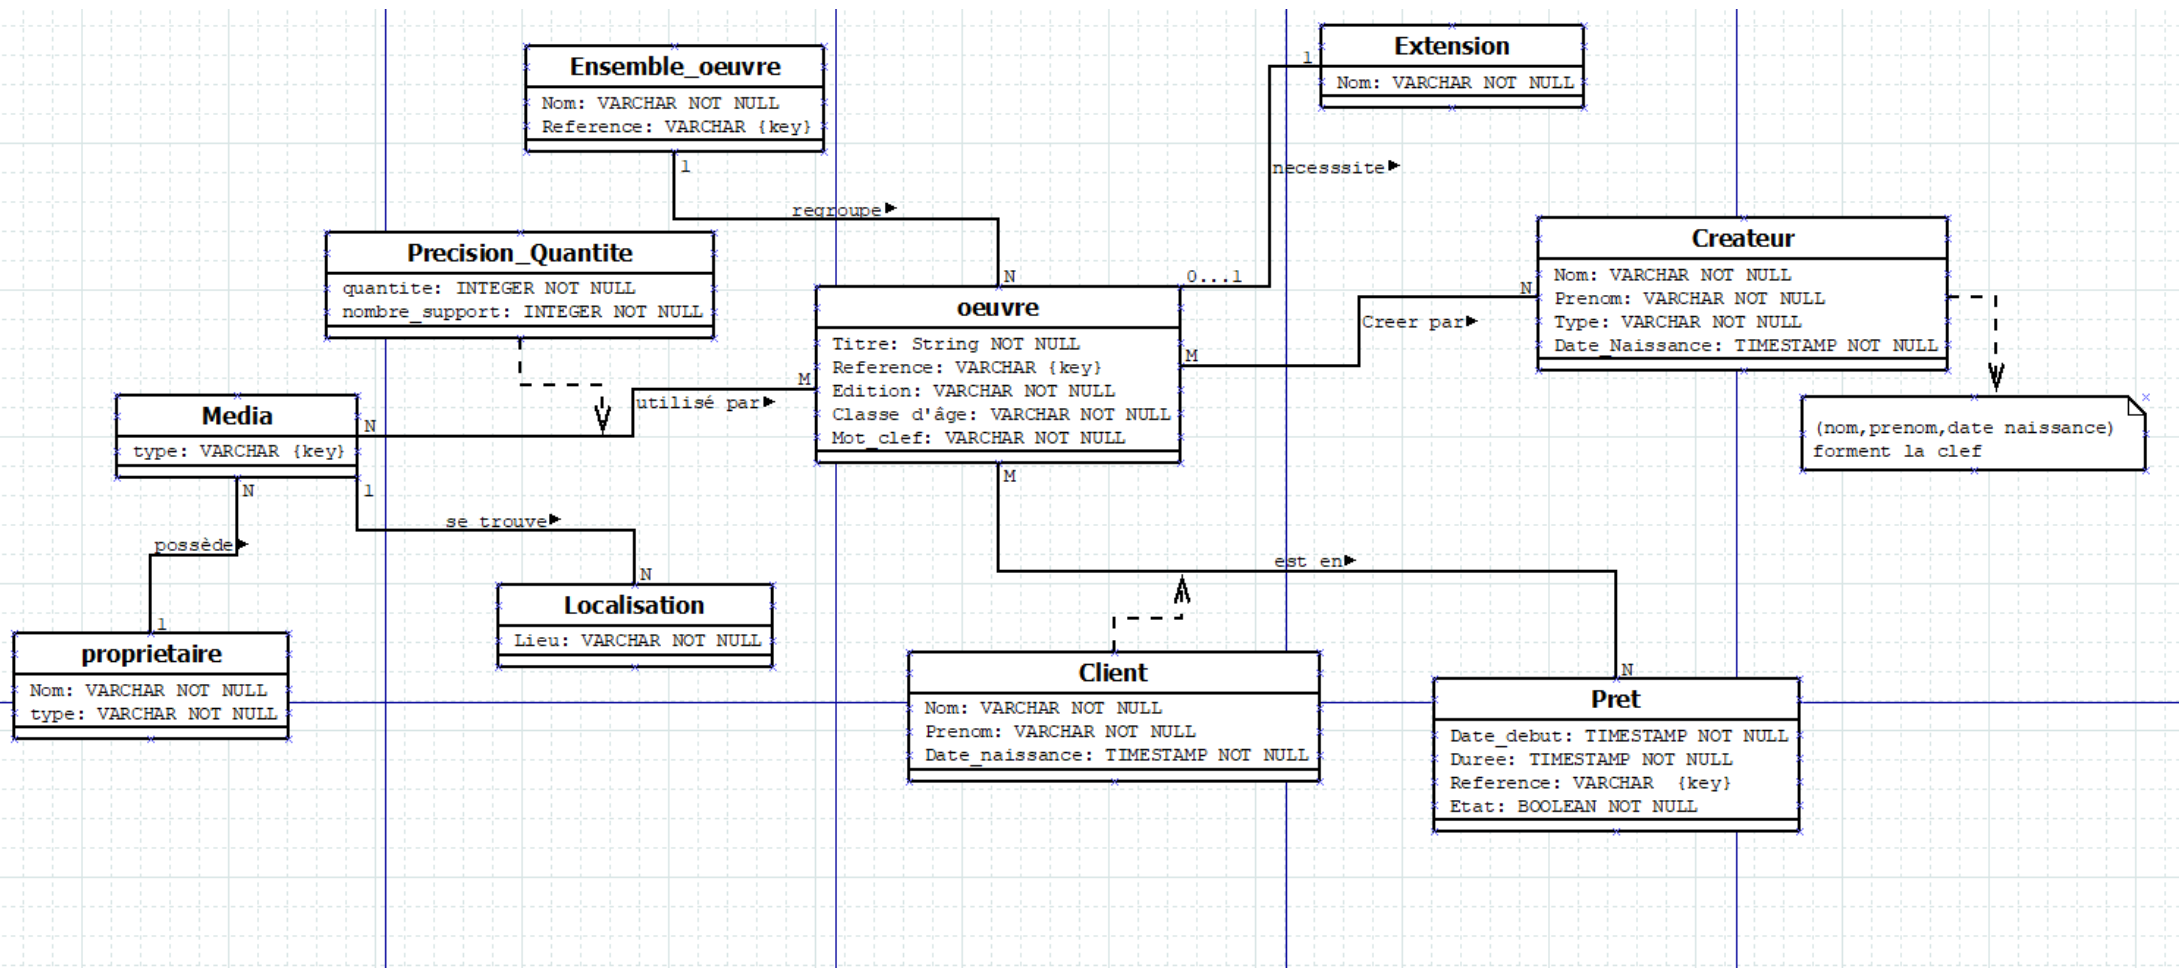 Ensemble_oeuvre
Nom: VARCHAR NOT NULL
Reference: VARCHAR {key}
1
regroupe
N
Extension
Nom: VARCHAR NOT NULL
1
necesssite
0...1
Precision_Quantite
quantite: INTEGER NOT NULL
nombre_support: INTEGER NOT NULL
oeuvre
Titre: String NOT NULL
Reference: VARCHAR {key}
Edition: VARCHAR NOT NULL
Classe d'âge: VARCHAR NOT NULL
Mot_clef: VARCHAR NOT NULL
Createur
Nom: VARCHAR NOT NULL
Prenom: VARCHAR NOT NULL
Type: VARCHAR NOT NULL
Date_Naissance: TIMESTAMP NOT NULL
N
Creer par
M
(nom,prenom,date naissance)
forment la clef
Media
type: VARCHAR {key}
N
utilisé par
M
N
possède
1
1
se trouve
N
proprietaire
Nom: VARCHAR NOT NULL
type: VARCHAR NOT NULL
Localisation
Lieu: VARCHAR NOT NULL
M
est en
N
Client
Nom: VARCHAR NOT NULL
Prenom: VARCHAR NOT NULL
Date_naissance: TIMESTAMP NOT NULL
Pret
Date_debut: TIMESTAMP NOT NULL
Duree: TIMESTAMP NOT NULL
Reference: VARCHAR  {key}
Etat: BOOLEAN NOT NULL